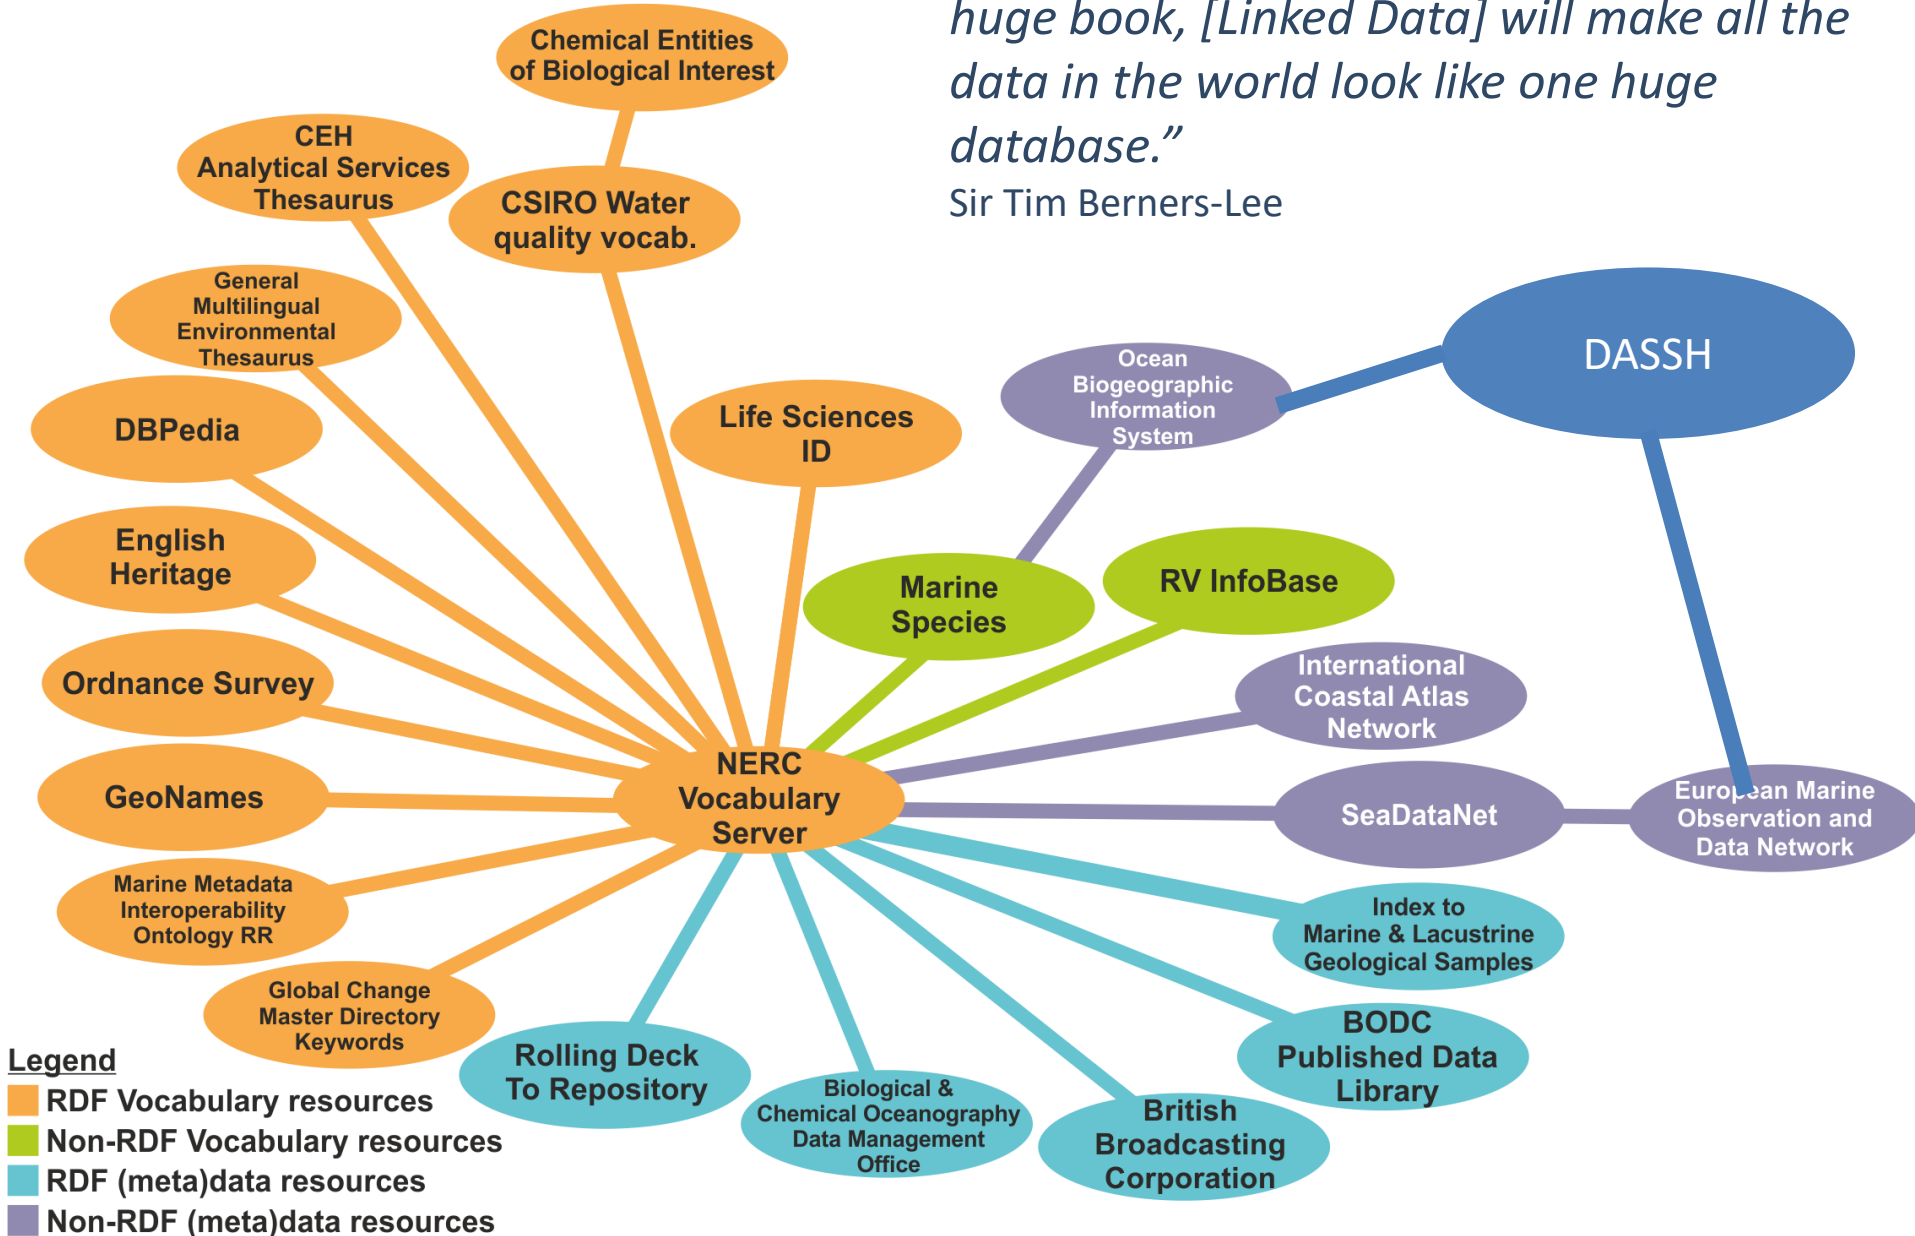 huge book, [Linked Data] will make all the
data in the world look like one huge
database.”
Sir Tim Berners-Lee
Chemical Entities
of Biological Interest
CEH
Analytical Services
Thesaurus
CSIRO Water
quality vocab.
General
Multilingual
Environmental
Thesaurus
DBPedia
Life Sciences
ID
Ocean
Biogeographic
Information
System
DASSH
English
Heritage
Marine
Species
RV InfoBase
Ordnance Survey
International
Coastal Atlas
Network
GeoNames
NERC
Vocabulary
Server
SeaDataNet
European Marine
Observation and
Data Network
Marine Metadata
Interoperability
Ontology RR
Index to
Marine & Lacustrine
Geological Samples
Global Change
Master Directory
Keywords
Rolling Deck
To Repository
Biological &
Chemical Oceanography
Data Management
Office
British
Broadcasting
Corporation
BODC
Published Data
Library
Legend
RDF Vocabulary resources
Non-RDF Vocabulary resources
RDF (meta)data resources
Non-RDF (meta)data resources